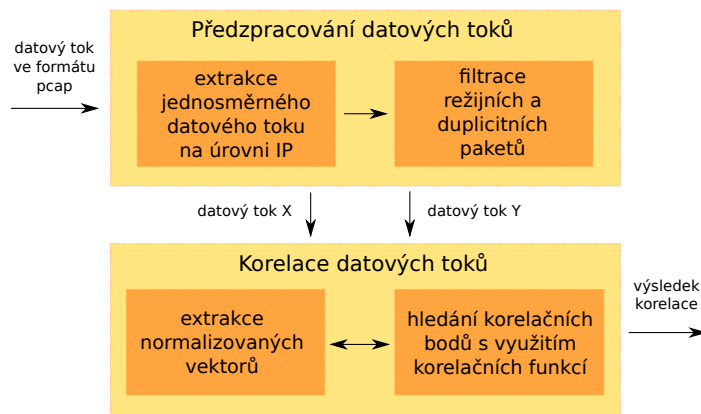 datový tok
ve formátu
pcap
Předzpracování datových toků
extrakce
jednosměrného
datového toku
na úrovni IP
filtrace
režijních a
duplicitních
paketů
datový tok X
datový tok Y
Korelace datových toků
extrakce
normalizovaných
vektorů
hledání korelačních
bodů s využitím
korelačních funkcí
výsledek
korelace